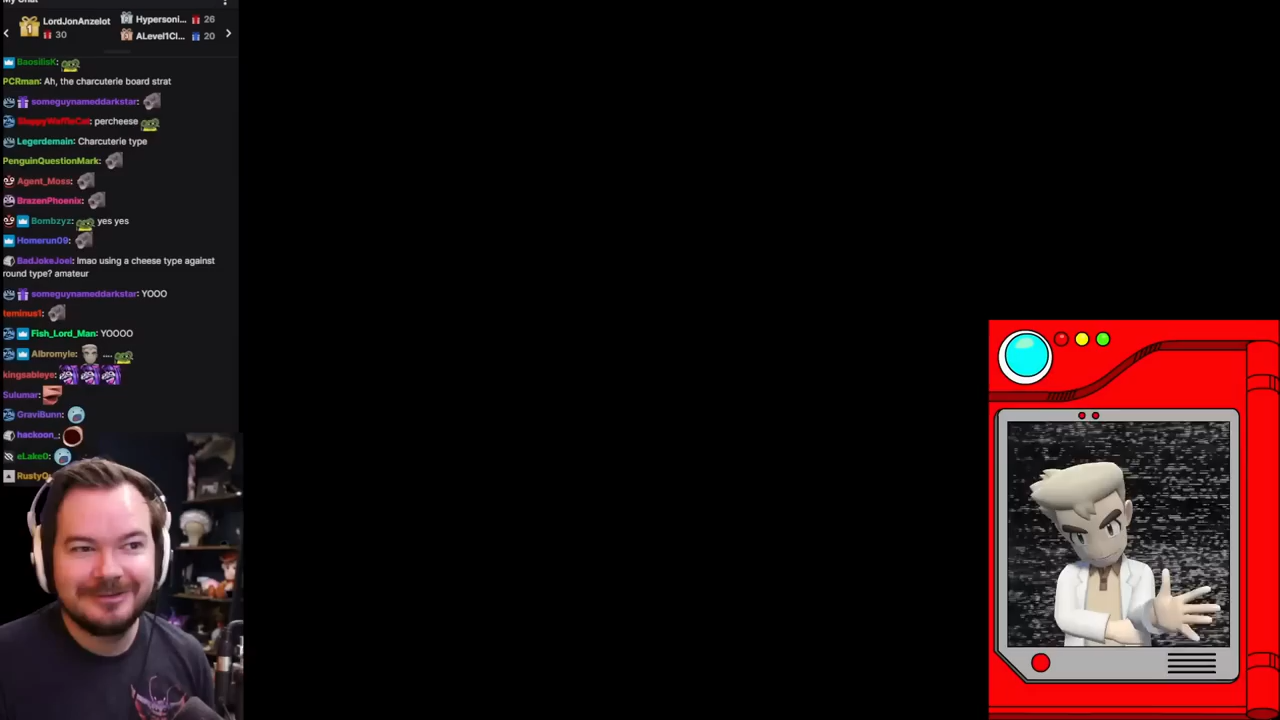 My Chat
LordJonAnzelot
30
Hypersoni... 26
ALevel1Cl... 20
BaosilisK:
PCRman: Ah, the charcuterie board strat
someguynameddarkstar:
SloppyWaffleCat: percheese
Legerdemain: Charcuterie type
PenguinQuestionMark:
Agent_Moss:
BrazenPhoenix:
Bombzyz: yes yes
Homerun09:
BadJokeJoel: lmao using a cheese type against
round type? amateur
someguynameddarkstar: YOOO
teminus1:
Fish_Lord_Man: YOOOO
Albromyle: ....
kingsableye:
Sulumar:
GraviBunn:
hackoon_:
eLake0: